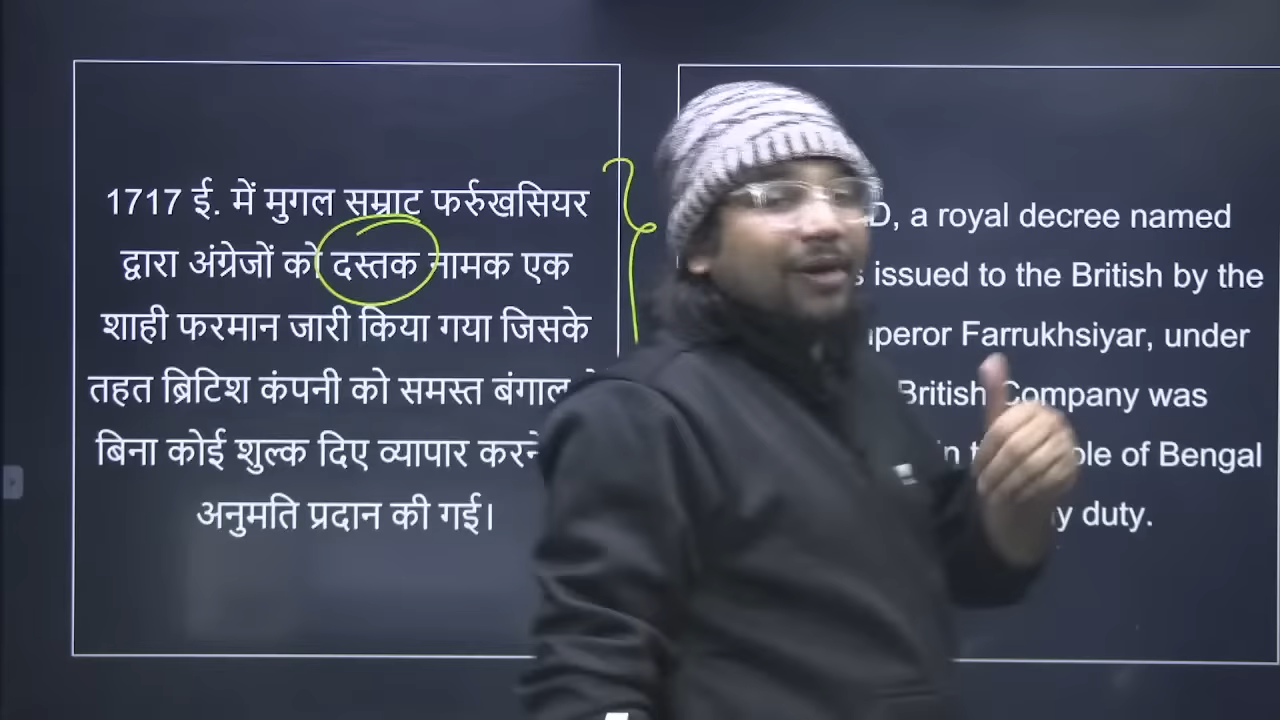 1717 ई. में मुगल सम्राट फर्रुखसियर
द्वारा अंग्रेजों को दस्तक नामक एक
शाही फरमान जारी किया गया जिसके
तहत ब्रिटिश कंपनी को समस्त बंगाल
बिना कोई शुल्क दिए व्यापार करने
अनुमति प्रदान की गई।
D, a royal decree named
issued to the British by the
Farrukhsiyar, under
British Company was
of Bengal
duty.